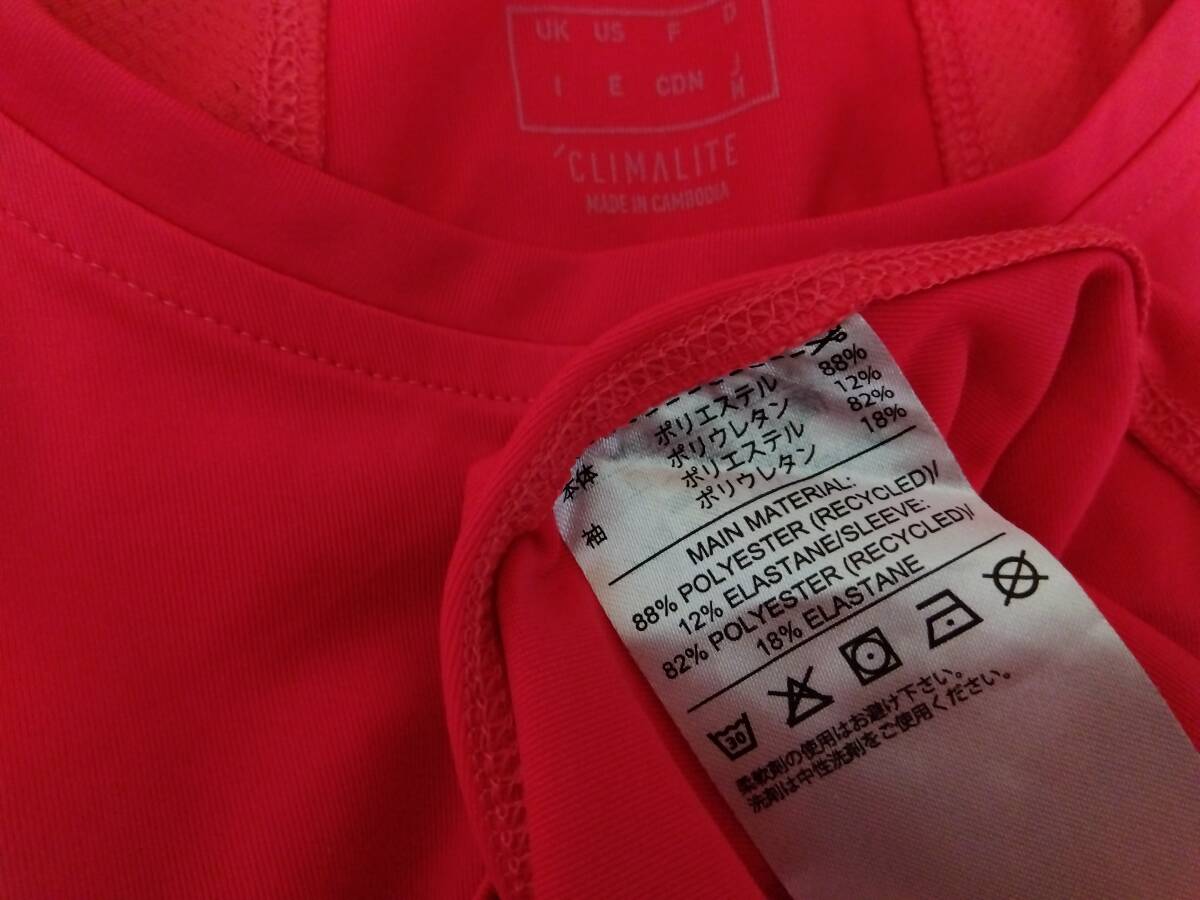 UK US F D
I E CDN J M
CLIMALITE
MADE IN CAMBODIA
本体 ポリエステル 88%
ポリウレタン 12%
袖 ポリエステル 82%
ポリウレタン 18%
MAIN MATERIAL:
88% POLYESTER (RECYCLED)/
12% ELASTANE/SLEEVE:
82% POLYESTER (RECYCLED)/
18% ELASTANE
30
柔軟剤の使用はお避け下さい。
洗剤は中性洗剤をご使用ください。